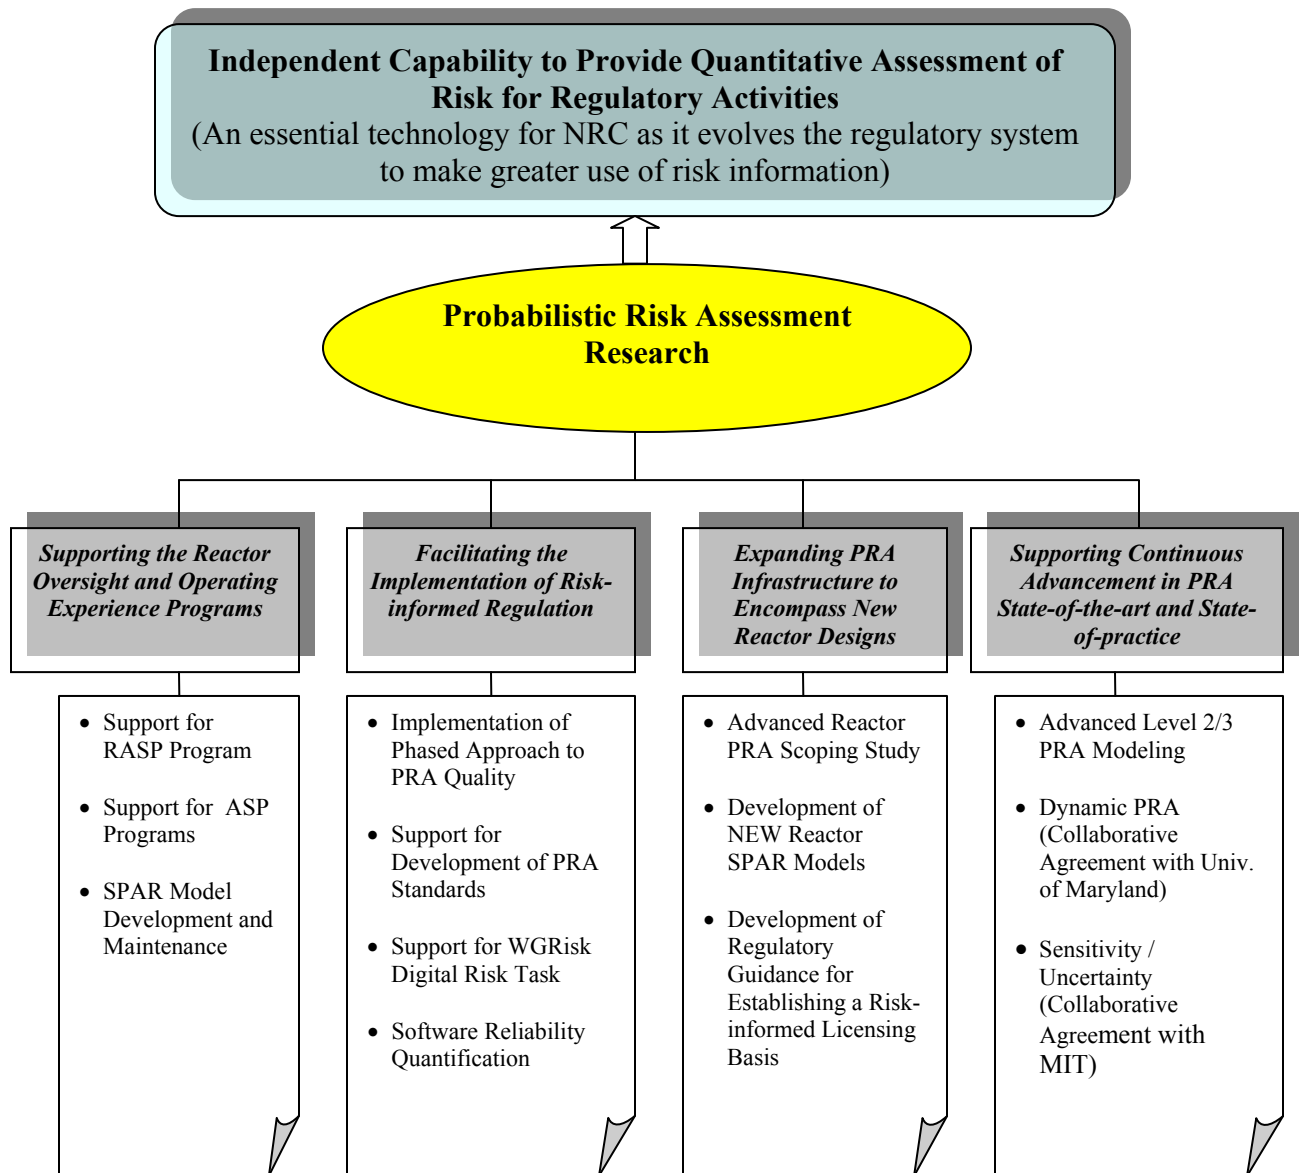 Independent Capability to Provide Quantitative Assessment of
Risk for Regulatory Activities
(An essential technology for NRC as it evolves the regulatory system
to make greater use of risk information)
Probabilistic Risk Assessment
Research
Supporting the Reactor
Oversight and Operating
Experience Programs
Facilitating the
Implementation of Risk-
informed Regulation
Expanding PRA
Infrastructure to
Encompass New
Reactor Designs
Supporting Continuous
Advancement in PRA
State-of-the-art and State-
of-practice
• Support for
RASP Program
• Support for ASP
Programs
• SPAR Model
Development and
Maintenance
• Implementation of
Phased Approach to
PRA Quality
• Support for
Development of PRA
Standards
• Support for WGRisk
Digital Risk Task
• Software Reliability
Quantification
• Advanced Reactor
PRA Scoping Study
• Development of
NEW Reactor
SPAR Models
• Development of
Regulatory
Guidance for
Establishing a Risk-
informed Licensing
Basis
• Advanced Level 2/3
PRA Modeling
• Dynamic PRA
(Collaborative
Agreement with Univ.
of Maryland)
• Sensitivity /
Uncertainty
(Collaborative
Agreement with
MIT)